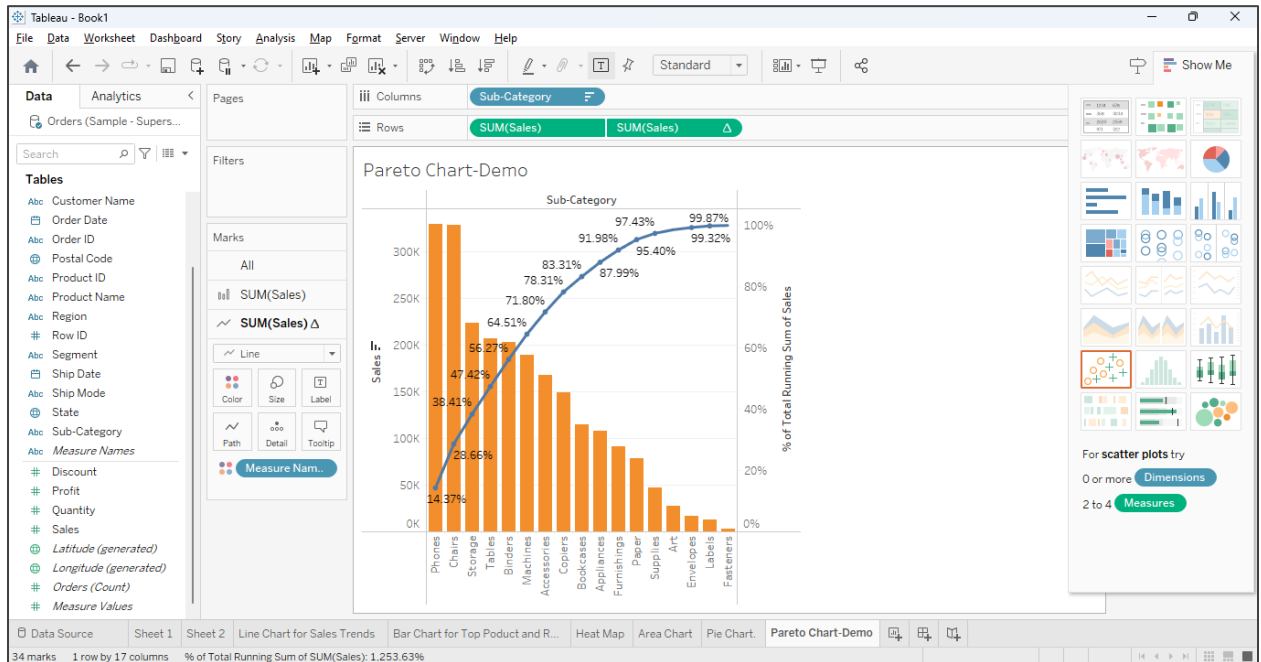 Tableau - Book1
File Data Worksheet Dashboard Story Analysis Map Format Server Window Help
Standard
Show Me
Data Analytics
Orders (Sample - Supers...
Search
Tables
Abc Customer Name
Order Date
Abc Order ID
Postal Code
Abc Product ID
Abc Product Name
Abc Region
# Row ID
Abc Segment
Ship Date
Abc Ship Mode
State
Abc Sub-Category
Abc Measure Names
# Discount
# Profit
# Quantity
# Sales
Latitude (generated)
Longitude (generated)
# Orders (Count)
# Measure Values
Pages
Filters
Marks
All
SUM(Sales)
SUM(Sales) Δ
Line
Color Size Label
Path Detail Tooltip
Measure Nam..
Columns Sub-Category
Rows SUM(Sales) SUM(Sales) Δ
Pareto Chart-Demo
Sub-Category
300K
250K
200K
150K
100K
50K
0K
Sales
14.37%
28.66%
38.41%
47.42%
56.27%
64.51%
71.80%
78.31%
83.31%
87.99%
91.98%
95.40%
97.43%
99.32%
99.87%
100%
80%
60%
40%
20%
0%
% of Total Running Sum of Sales
Phones
Chairs
Storage
Tables
Binders
Machines
Accessories
Copiers
Bookcases
Appliances
Furnishings
Paper
Supplies
Art
Envelopes
Labels
Fasteners
For scatter plots try
0 or more Dimensions
2 to 4 Measures
Data Source Sheet 1 Sheet 2 Line Chart for Sales Trends Bar Chart for Top Poduct and R... Heat Map Area Chart Pie Chart. Pareto Chart-Demo
34 marks 1 row by 17 columns % of Total Running Sum of SUM(Sales): 1,253.63%